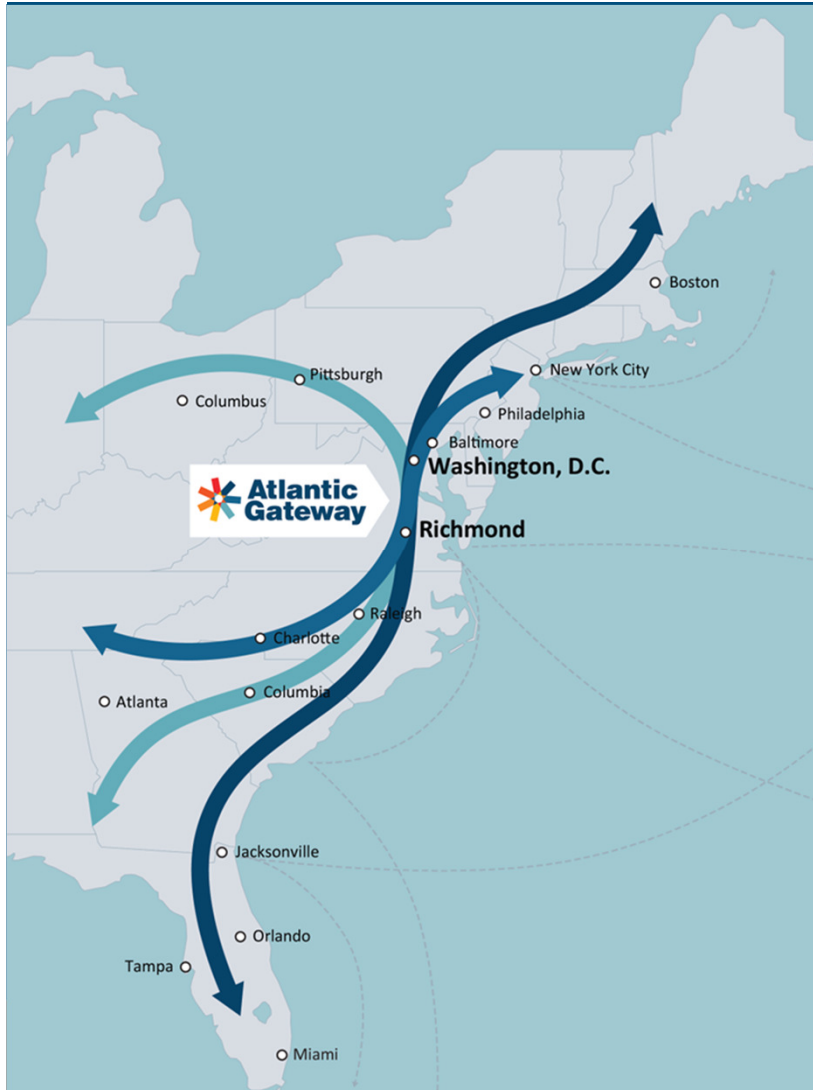 Boston
Pittsburgh
New York City
Columbus
Philadelphia
Baltimore
Washington, D.C.
Atlantic
Gateway
Richmond
Raleigh
Charlotte
Columbia
Atlanta
Jacksonville
Orlando
Tampa
Miami